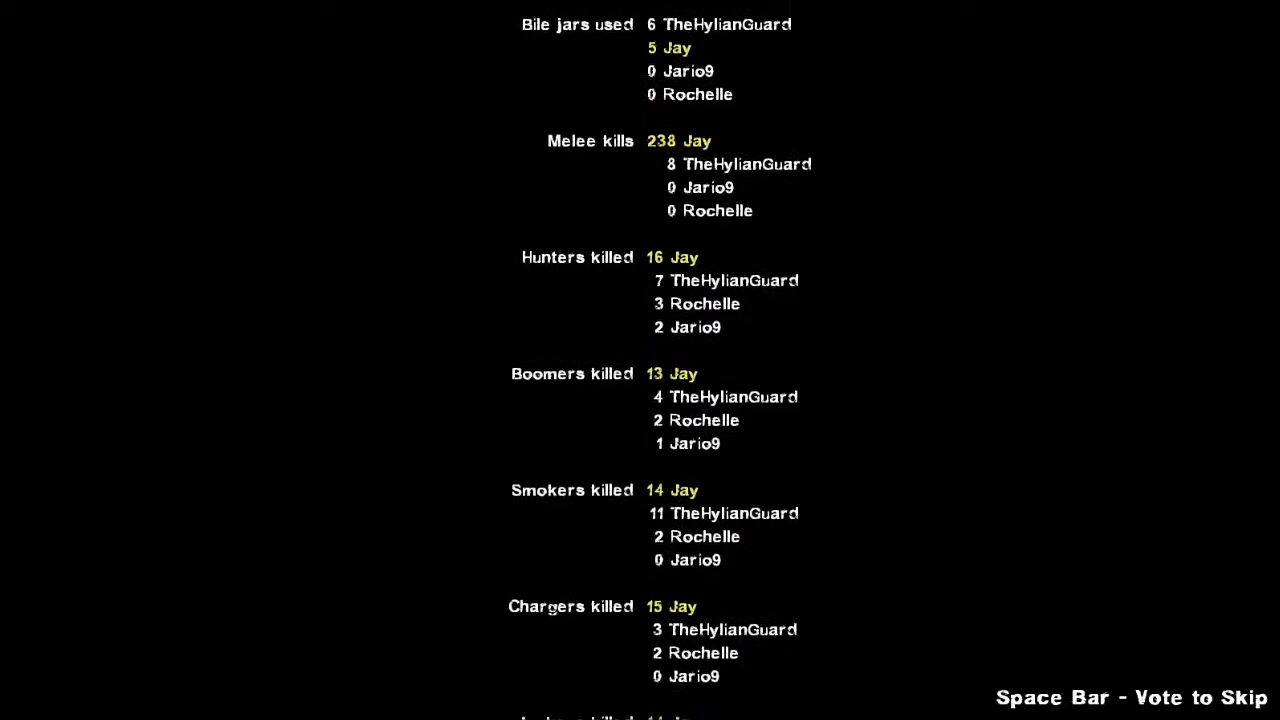 Bile jars used 6 TheHylianGuard
5 Jay
0 Jario9
0 Rochelle
Melee kills 238 Jay
8 TheHylianGuard
0 Jario9
0 Rochelle
Hunters killed 16 Jay
7 TheHylianGuard
3 Rochelle
2 Jario9
Boomers killed 13 Jay
4 TheHylianGuard
2 Rochelle
1 Jario9
Smokers killed 14 Jay
11 TheHylianGuard
2 Rochelle
0 Jario9
Chargers killed 15 Jay
3 TheHylianGuard
2 Rochelle
0 Jario9
Space Bar - Vote to Skip